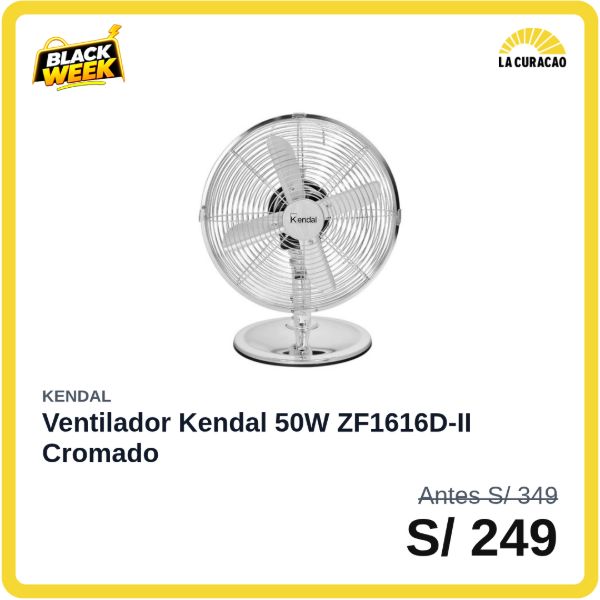 BLACK
WEEK
LA CURACAO
Kendal
KENDAL
Ventilador Kendal 50W ZF1616D-II
Cromado
Antes S/ 349
S/ 249